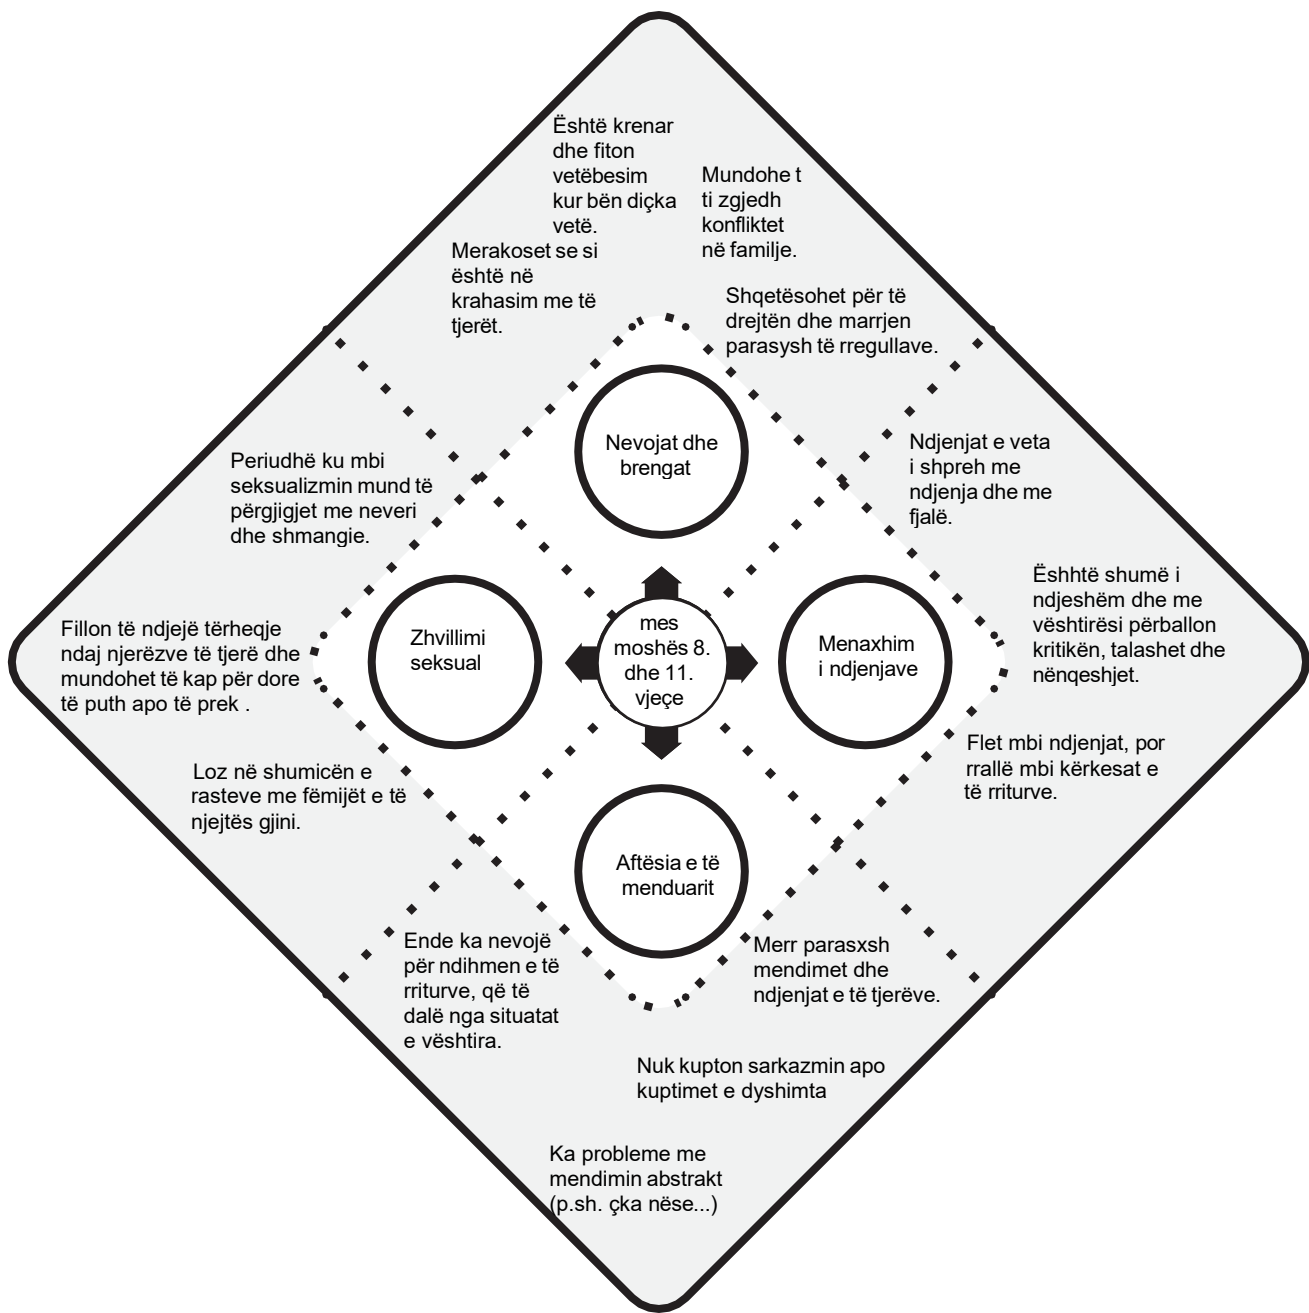 Është krenar
dhe fiton
vetëbesim
kur bën diçka
vetë.
Mundohe t
ti zgjedh
konfliktet
në familje.
Merakoset se si
është në
krahasim me të
tjerët.
Shqetësohet për të
drejtën dhe marrjen
parasysh të rregullave.
Nevojat dhe
brengat
Periudhë ku mbi
seksualizmin mund të
përgjigjet me neveri
dhe shmangie.
Ndjenjat e veta
i shpreh me
ndjenja dhe me
fjalë.
Fillon të ndjejë tërheqje
ndaj njerëzve të tjerë dhe
mundohet të kap për dore
të puth apo të prek .
Zhvillimi
seksual
mes
moshës 8.
dhe 11.
vjeçe
Menaxhim
i ndjenjave
Eshhtë shumë i
ndjeshëm dhe me
vështirësi përballon
kritikën, talashet dhe
nënqeshjet.
Loz në shumicën e
rasteve me fëmijët e të
njejtës gjini.
Flet mbi ndjenjat, por
rrallë mbi kërkesat e
të rriturve.
Aftësia e të
menduarit
Ende ka nevojë
për ndihmen e të
rriturve, që të
dalë nga situatat
e vështira.
Merr parasxsh
mendimet dhe
ndjenjat e të tjerëve.
Nuk kupton sarkazmin apo
kuptimet e dyshimta
Ka probleme me
mendimin abstrakt
(p.sh. çka nëse...)